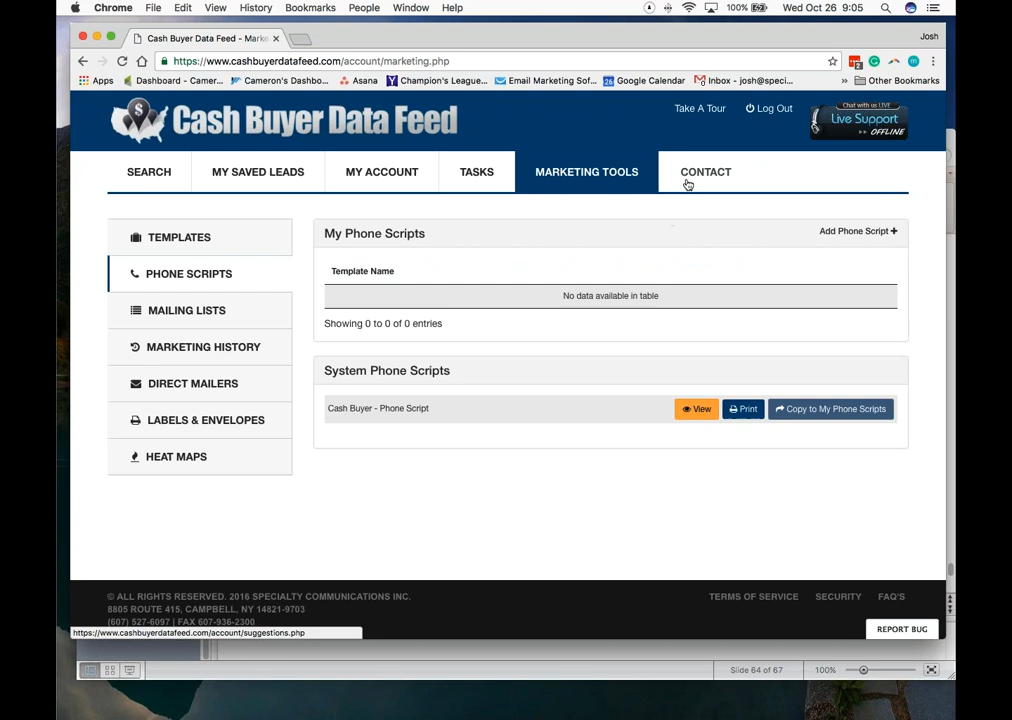 Chrome File Edit View History Bookmarks People Window Help 100% Wed Oct 26 9:05
Cash Buyer Data Feed - Marke × Josh
https://www.cashbuyerdatafeed.com/account/marketing.php
Apps Dashboard - Camer... Cameron's Dashbo... Asana Champion's League... Email Marketing Sof... 26 Google Calendar Inbox - josh@speci... » Other Bookmarks
$ Cash Buyer Data Feed
Take A Tour Log Out
Chat with us LIVE
Live Support
>> OFFLINE
SEARCH MY SAVED LEADS MY ACCOUNT TASKS MARKETING TOOLS CONTACT
TEMPLATES
PHONE SCRIPTS
MAILING LISTS
MARKETING HISTORY
DIRECT MAILERS
LABELS & ENVELOPES
HEAT MAPS
My Phone Scripts Add Phone Script +
Template Name
No data available in table
Showing 0 to 0 of 0 entries
System Phone Scripts
Cash Buyer - Phone Script View Print Copy to My Phone Scripts
© ALL RIGHTS RESERVED. 2016 SPECIALTY COMMUNICATIONS INC.
8805 ROUTE 415, CAMPBELL, NY 14821-9703
(607) 527-6097 | FAX 607-936-2300
TERMS OF SERVICE SECURITY FAQ'S
https://www.cashbuyerdatafeed.com/account/suggestions.php
REPORT BUG
Slide 64 of 67 100%